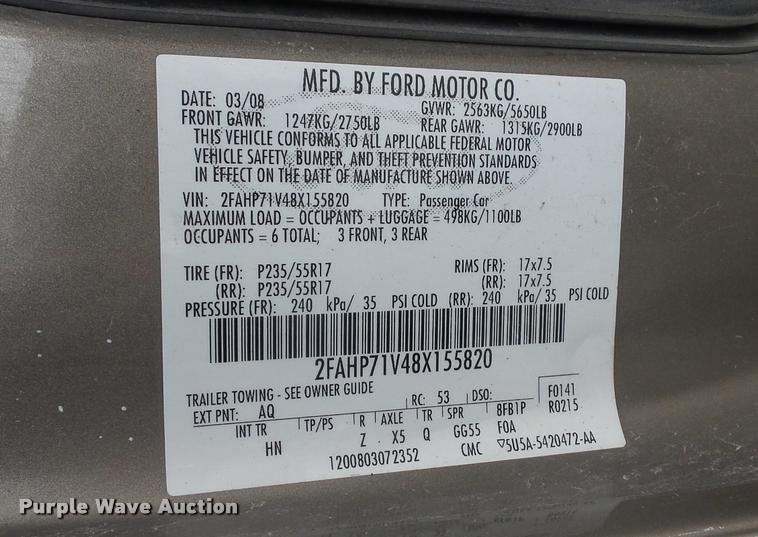 MFD. BY FORD MOTOR CO.
DATE: 03/08 GVWR: 2563KG/5650LB
FRONT GAWR: 1247KG/2750LB REAR GAWR: 1315KG/2900LB
THIS VEHICLE CONFORMS TO ALL APPLICABLE FEDERAL MOTOR
VEHICLE SAFETY, BUMPER, AND THEFT PREVENTION STANDARDS
IN EFFECT ON THE DATE OF MANUFACTURE SHOWN ABOVE.
VIN: 2FAHP71V48X155820 TYPE: Passenger Car
MAXIMUM LOAD = OCCUPANTS + LUGGAGE = 498KG/1100LB
OCCUPANTS = 6 TOTAL; 3 FRONT, 3 REAR
TIRE (FR): P235/55R17 RIMS (FR): 17x7.5
(RR): P235/55R17 (RR): 17x7.5
PRESSURE (FR): 240 kPa/ 35 PSI COLD (RR): 240 kPa/ 35 PSI COLD
2FAHP71V48X155820
TRAILER TOWING - SEE OWNER GUIDE
EXT PNT: AQ RC: 53 DSO: F0141
INT TR TP/PS R AXLE TR SPR 8FB1P R0215
HN Z X5 Q GG55 F0A
1200803072352 CMC ▽5U5A-5420472-AA
Purple Wave Auction